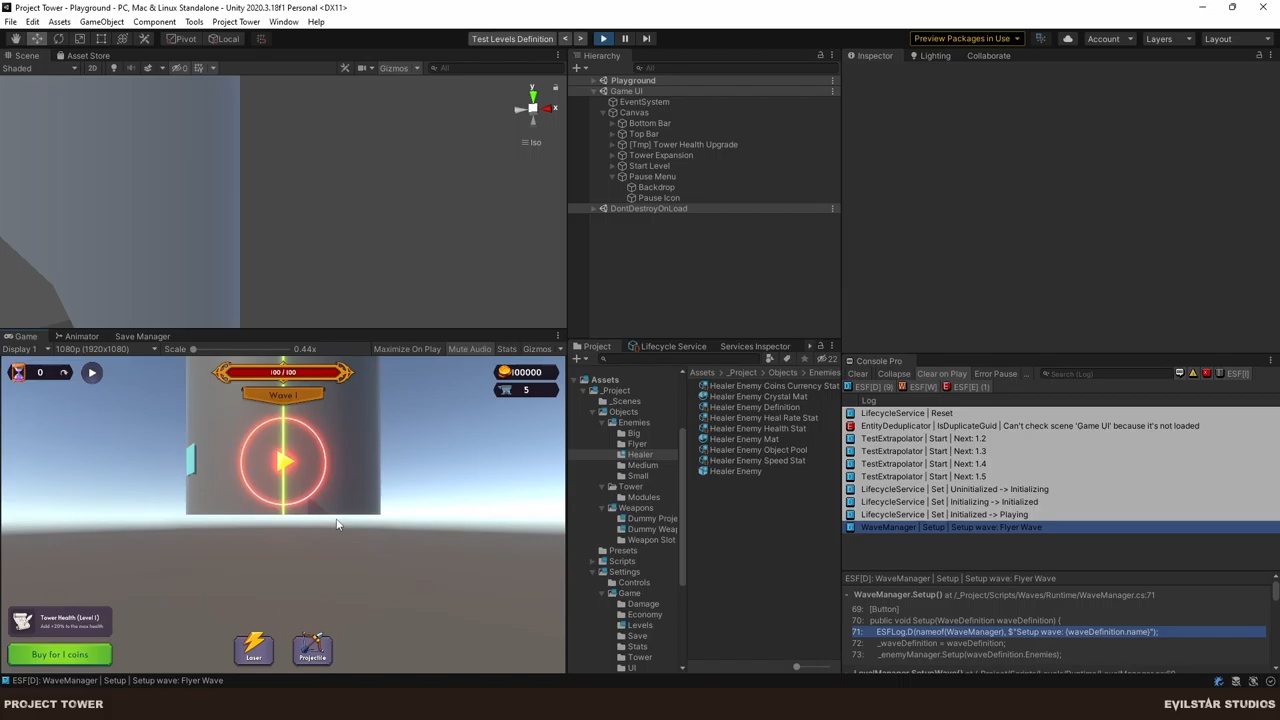 Project Tower - Playground - PC, Mac & Linux Standalone - Unity 2020.3.18f1 Personal <DX11>
File Edit Assets GameObject Component Tools Project Tower Window Help
Pivot Local Test Levels Definition Preview Packages in Use Account Layers Layout
Scene Asset Store
Shaded 2D 0 Gizmos All
y
x
Iso
Hierarchy
All
Playground
Game UI
EventSystem
Canvas
Bottom Bar
Top Bar
[Tmp] Tower Health Upgrade
Tower Expansion
Start Level
Pause Menu
Backdrop
Pause Icon
DontDestroyOnLoad
Inspector Lighting Collaborate
Game Animator Save Manager
Display 1 1080p (1920x1080) Scale 0.44x Maximize On Play Mute Audio Stats Gizmos
0
100 / 100
100000
5
Wave 1
Tower Health (Level 1)
Add +20% to the max health
Buy for 1 coins
Laser
Projectile
Project Lifecycle Service Services Inspector
22
Assets
_Project
_Scenes
Objects
Enemies
Big
Flyer
Healer
Medium
Small
Tower
Modules
Weapons
Dummy Proje
Dummy Weap
Weapon Slot
Presets
Scripts
Settings
Controls
Game
Damage
Economy
Levels
Save
Stats
Tower
UI
Assets > _Project > Objects > Enemies
Healer Enemy Coins Currency Stat
Healer Enemy Crystal Mat
Healer Enemy Definition
Healer Enemy Heal Rate Stat
Healer Enemy Health Stat
Healer Enemy Mat
Healer Enemy Object Pool
Healer Enemy Speed Stat
Healer Enemy
Console Pro
Clear Collapse Clear on Play Error Pause ... Search (Log) ESF[I]
ESF[D] (9) ESF[W] ESF[E] (1)
Log
LifecycleService | Reset
EntityDeduplicator | IsDuplicateGuid | Can't check scene 'Game UI' because it's not loaded
TestExtrapolator | Start | Next: 1.2
TestExtrapolator | Start | Next: 1.3
TestExtrapolator | Start | Next: 1.4
TestExtrapolator | Start | Next: 1.5
LifecycleService | Set | Uninitialized -> Initializing
LifecycleService | Set | Initializing -> Initialized
LifecycleService | Set | Initialized -> Playing
WaveManager | Setup | Setup wave: Flyer Wave
ESF[D]: WaveManager | Setup | Setup wave: Flyer Wave
WaveManager.Setup() at /_Project/Scripts/Waves/Runtime/WaveManager.cs:71
69: [Button]
70: public void Setup(WaveDefinition waveDefinition) {
71: ESFLog.D(nameof(WaveManager), $"Setup wave: {waveDefinition.name}");
72: _waveDefinition = waveDefinition;
73: _enemyManager.Setup(waveDefinition.Enemies);
ESF[D]: WaveManager | Setup | Setup wave: Flyer Wave
PROJECT TOWER
EVILSTAR STUDIOS